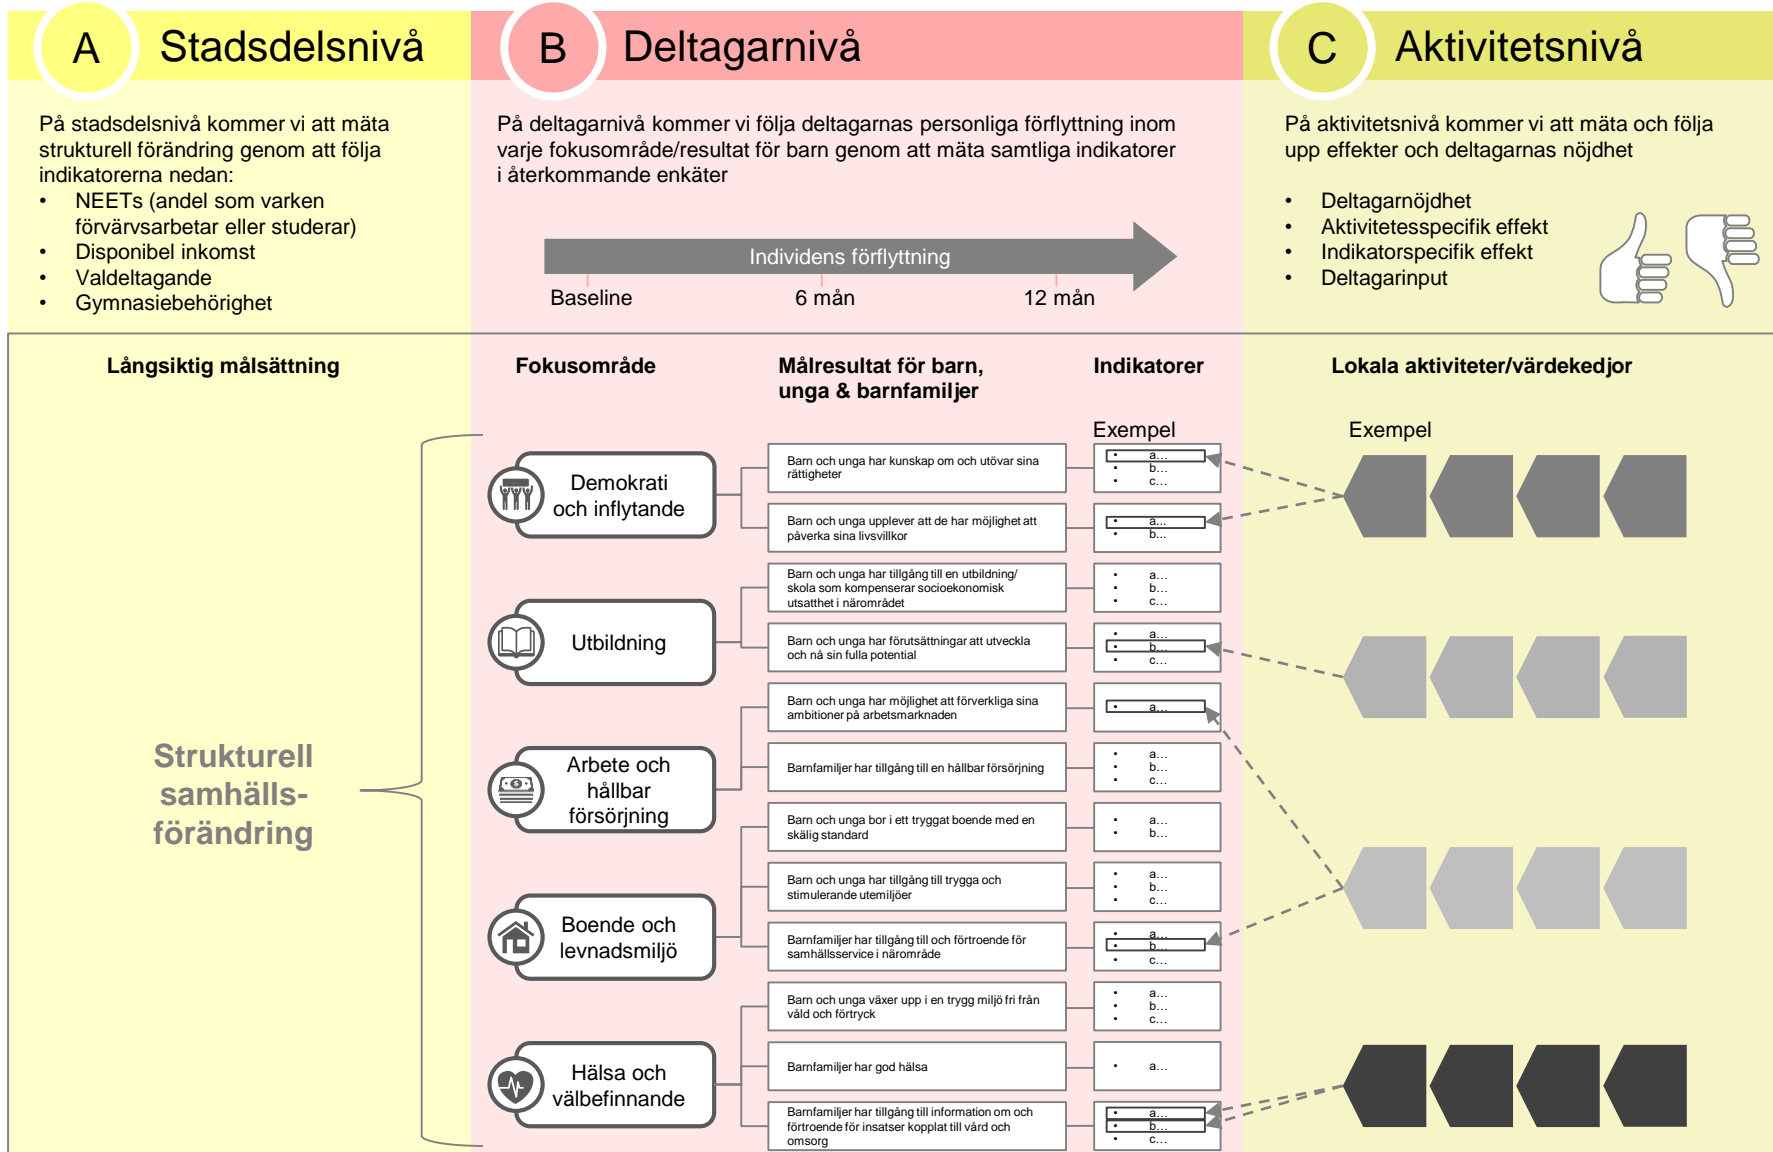 A
Stadsdelsnivå
På stadsdelsnivå kommer vi att mäta
strukturell förändring genom att följa
indikatorerna nedan:
• NEETs (andel som varken
förvärvsarbetar eller studerar)
• Disponibel inkomst
• Valdeltagande
• Gymnasiebehörighet
B
Deltagarnivå
På deltagarnivå kommer vi följa deltagarnas personliga förflyttning inom
varje fokusområde/resultat för barn genom att mäta samtliga indikatorer
i återkommande enkäter
Individens förflyttning
Baseline
6 mån
12 mån
C
Aktivitetsnivå
På aktivitetsnivå kommer vi att mäta och följa
upp effekter och deltagarnas nöjdhet
• Deltagarnöjdhet
• Aktivitetesspecifik effekt
• Indikatorspecifik effekt
• Deltagarinput
Långsiktig målsättning
Strukturell
samhälls-
förändring
Fokusområde
Målresultat för barn,
unga & barnfamiljer
Indikatorer
Exempel
Lokala aktiviteter/värdekedjor
Exempel
Demokrati
och inflytande
Barn och unga har kunskap om och utövar sina
rättigheter
• a...
• b...
• c...
Barn och unga upplever att de har möjlighet att
påverka sina livsvillkor
• a...
• b...
Utbildning
Barn och unga har tillgång till en utbildning/
skola som kompenserar socioekonomisk
utsatthet i närområdet
• a...
• b...
• c...
Barn och unga har förutsättningar att utveckla
och nå sin fulla potential
• a...
• b...
• c...
Arbete och
hållbar
försörjning
Barn och unga har möjlighet att förverkliga sina
ambitioner på arbetsmarknaden
• a...
Barnfamiljer har tillgång till en hållbar försörjning
• a...
• b...
• c...
Boende och
levnadsmiljö
Barn och unga bor i ett tryggat boende med en
skälig standard
• a...
• b...
Barn och unga har tillgång till trygga och
stimulerande utemiljöer
• a...
• b...
• c...
Barnfamiljer har tillgång till och förtroende för
samhällsservice i närområde
• a...
• b...
• c...
Hälsa och
välbefinnande
Barn och unga växer upp i en trygg miljö fri från
våld och förtryck
• a...
• b...
• c...
Barnfamiljer har god hälsa
• a...
Barnfamiljer har tillgång till information om och
förtroende för insatser kopplat till vård och
omsorg
• a...
• b...
• c...